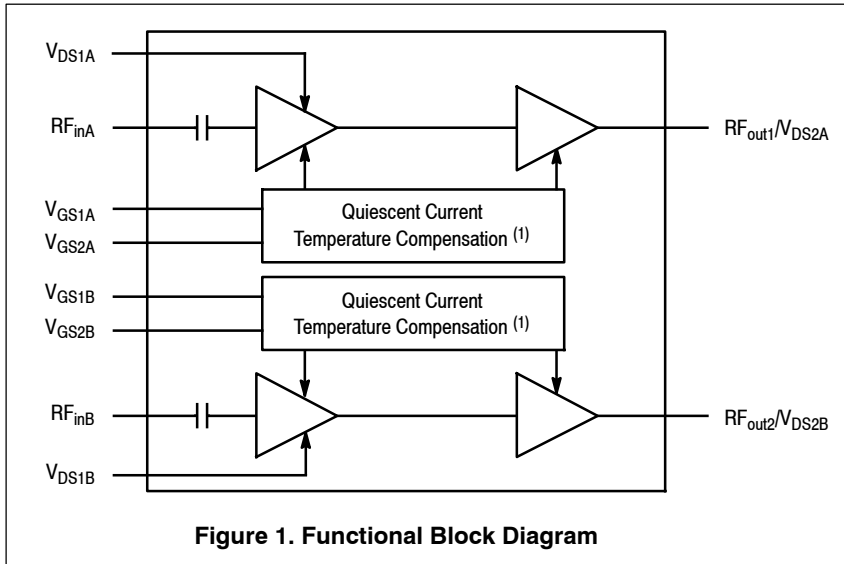 VDS1A
RFinA
RFout1/VDS2A
VGS1A
VGS2A
Quiescent Current
Temperature Compensation (1)
VGS1B
VGS2B
Quiescent Current
Temperature Compensation (1)
RFinB
RFout2/VDS2B
VDS1B
Figure 1. Functional Block Diagram